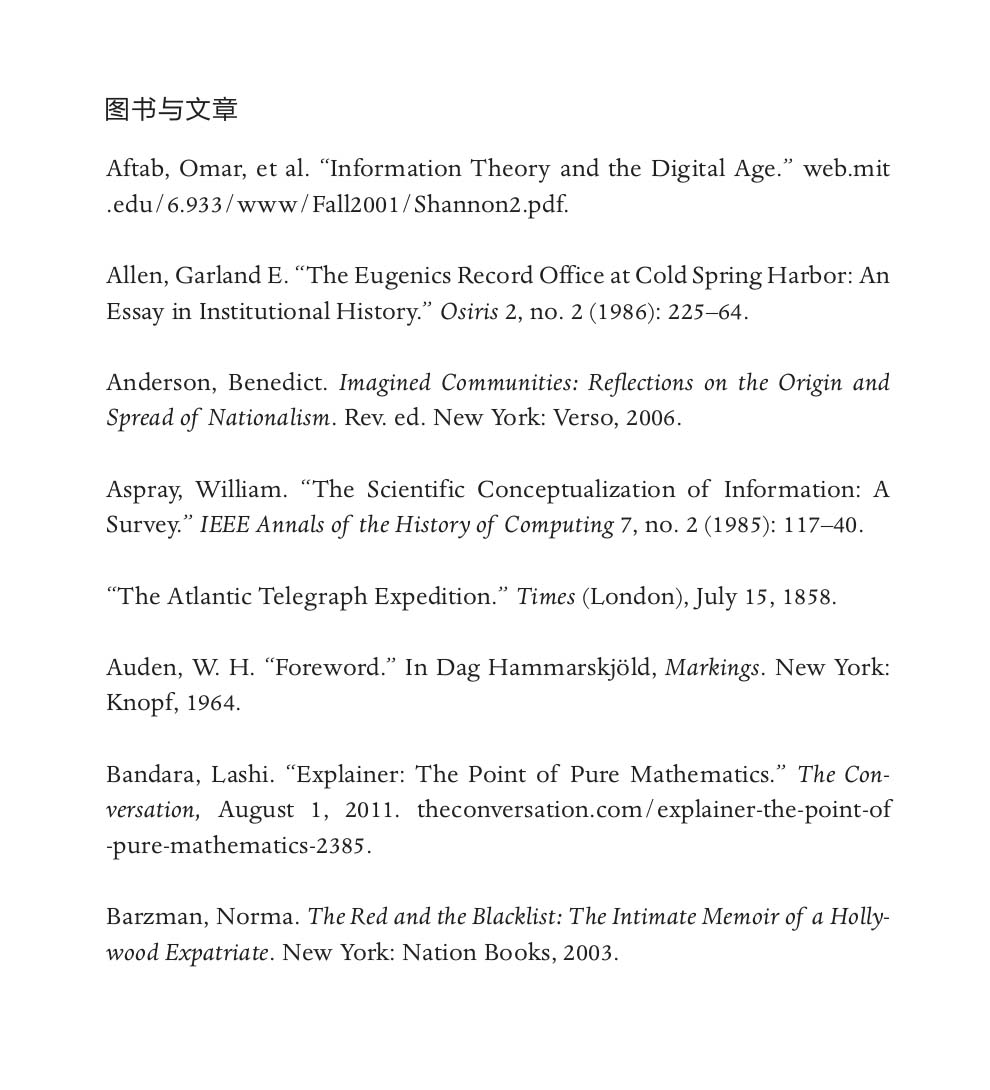 图书与文章
Aftab, Omar, et al. “Information Theory and the Digital Age.” web.mit
.edu/6.933/www/Fall2001/Shannon2.pdf.
Allen, Garland E. “The Eugenics Record Office at Cold Spring Harbor: An
Essay in Institutional History.” Osiris 2, no. 2 (1986): 225–64.
Anderson, Benedict. Imagined Communities: Reflections on the Origin and
Spread of Nationalism. Rev. ed. New York: Verso, 2006.
Aspray, William. “The Scientific Conceptualization of Information: A
Survey.” IEEE Annals of the History of Computing 7, no. 2 (1985): 117–40.
“The Atlantic Telegraph Expedition.” Times (London), July 15, 1858.
Auden, W. H. “Foreword.” In Dag Hammarskjöld, Markings. New York:
Knopf, 1964.
Bandara, Lashi. “Explainer: The Point of Pure Mathematics.” The Con-
versation, August 1, 2011. theconversation.com/explainer-the-point-of
-pure-mathematics-2385.
Barzman, Norma. The Red and the Blacklist: The Intimate Memoir of a Holly-
wood Expatriate. New York: Nation Books, 2003.